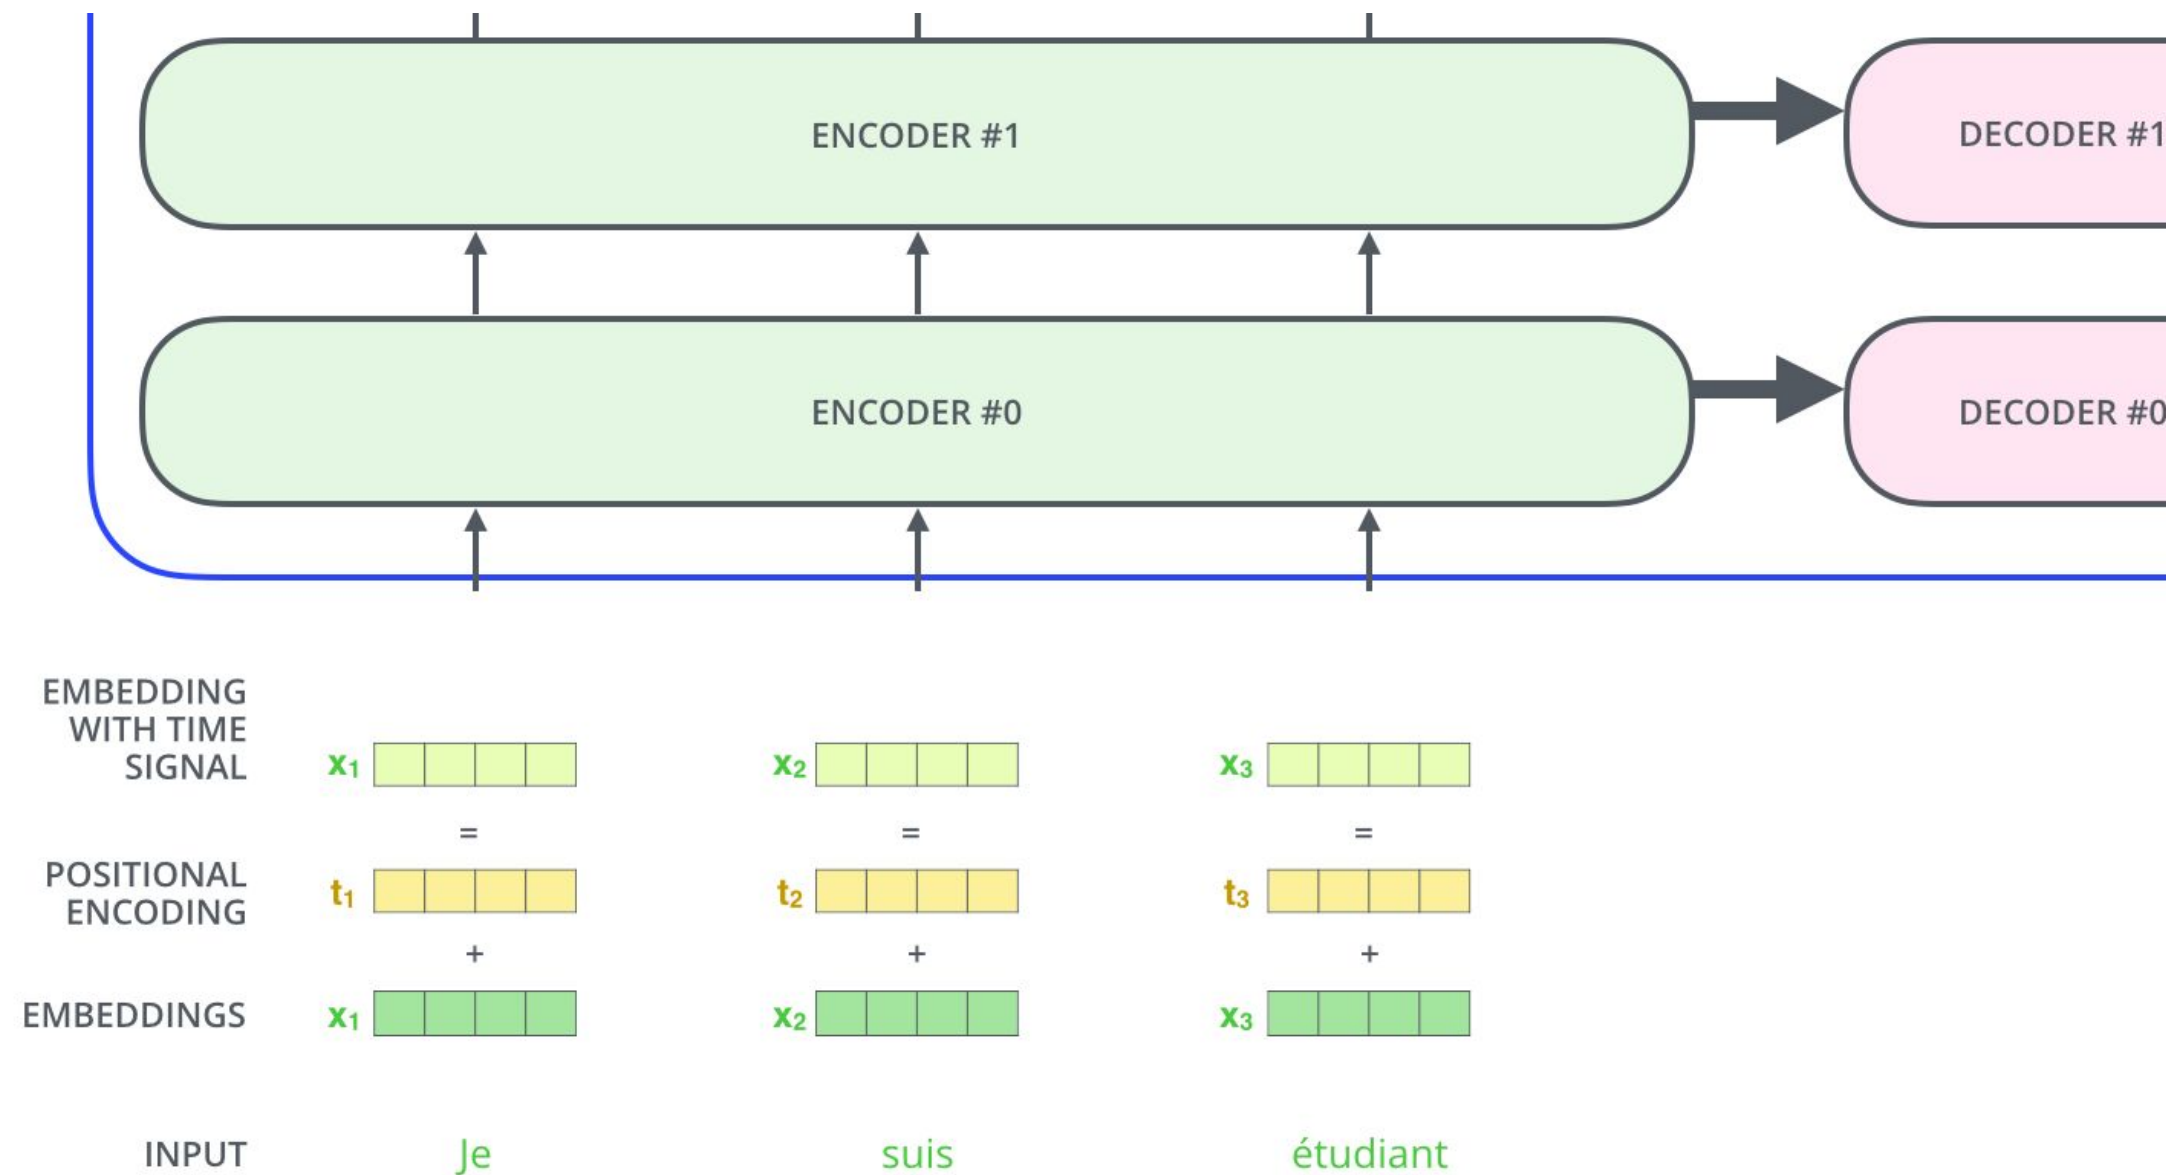 ENCODER #1
DECODER #1
ENCODER #0
DECODER #0
EMBEDDING
WITH TIME
SIGNAL
x1
x2
x3
= = =
POSITIONAL
ENCODING
t1
t2
t3
+ + +
EMBEDDINGS
x1
x2
x3
INPUT
Je
suis
étudiant